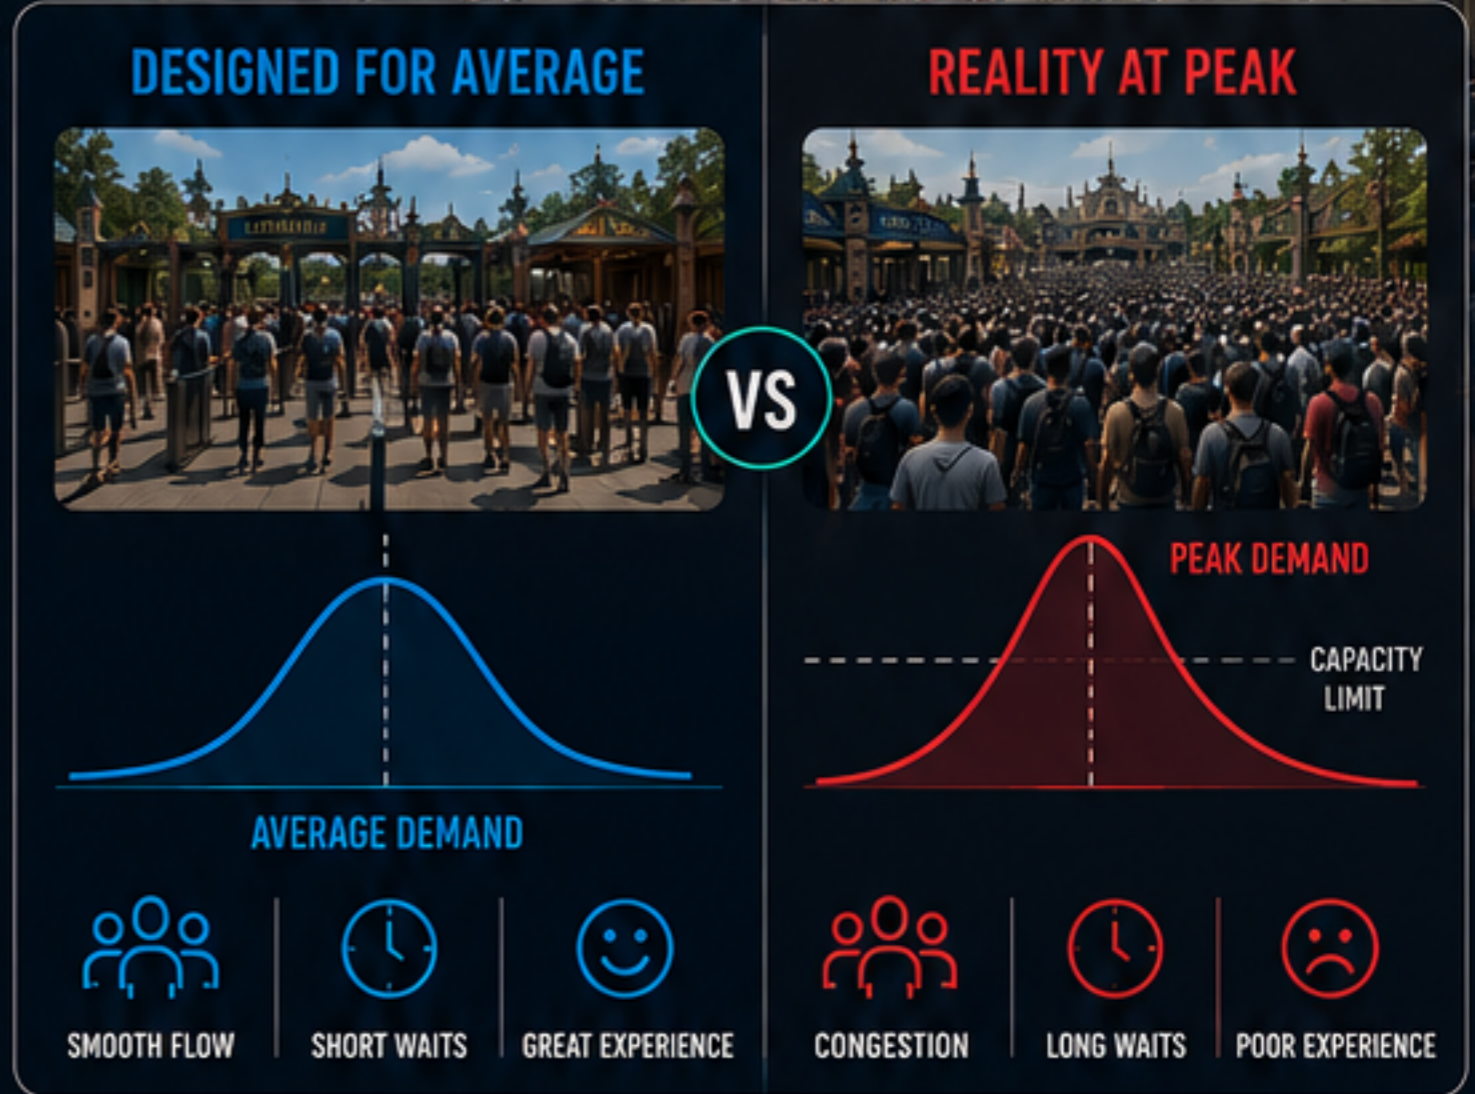 DESIGNED FOR AVERAGE
REALITY AT PEAK
VS
PEAK DEMAND
CAPACITY
LIMIT
AVERAGE DEMAND
SMOOTH FLOW
SHORT WAITS
GREAT EXPERIENCE
CONGESTION
LONG WAITS
POOR EXPERIENCE